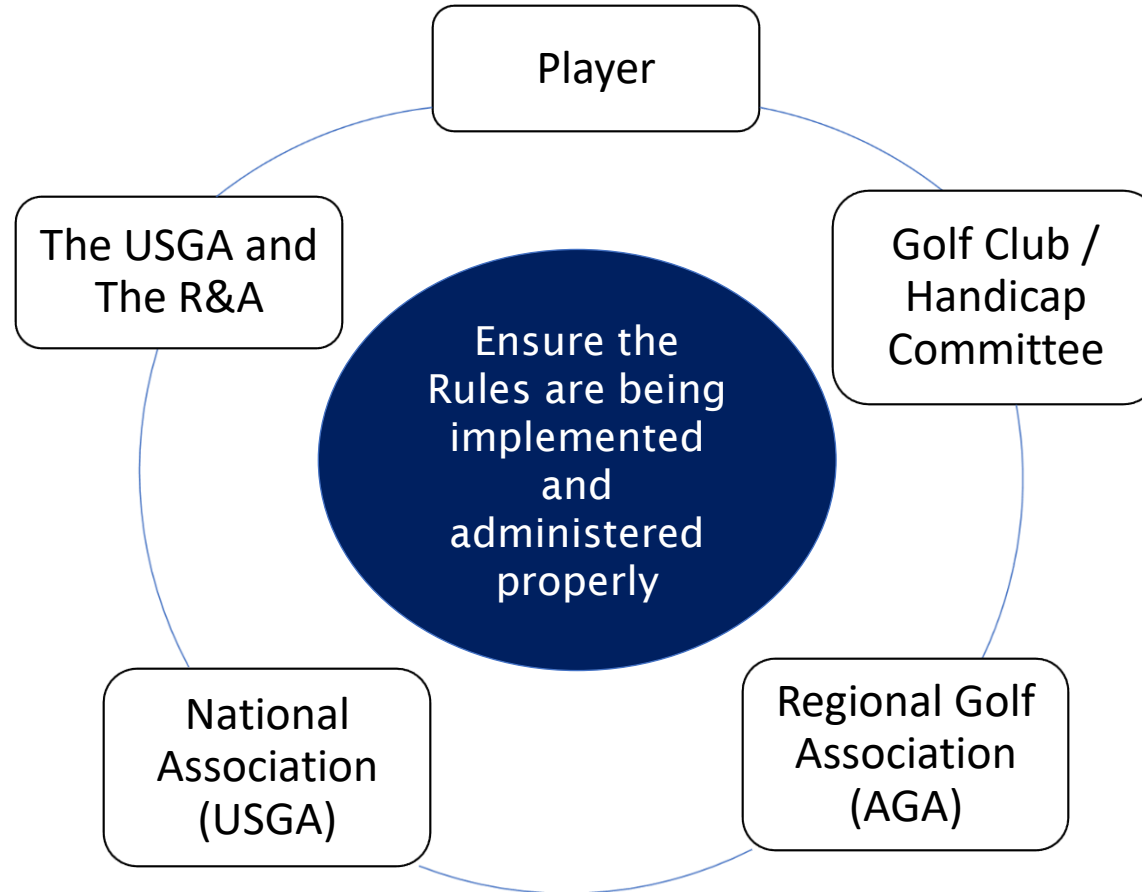 Player
Golf Club /
Handicap
Committee
Regional Golf
Association
(AGA)
National
Association
(USGA)
The USGA and
The R&A
Ensure the
Rules are being
implemented
and
administered
properly